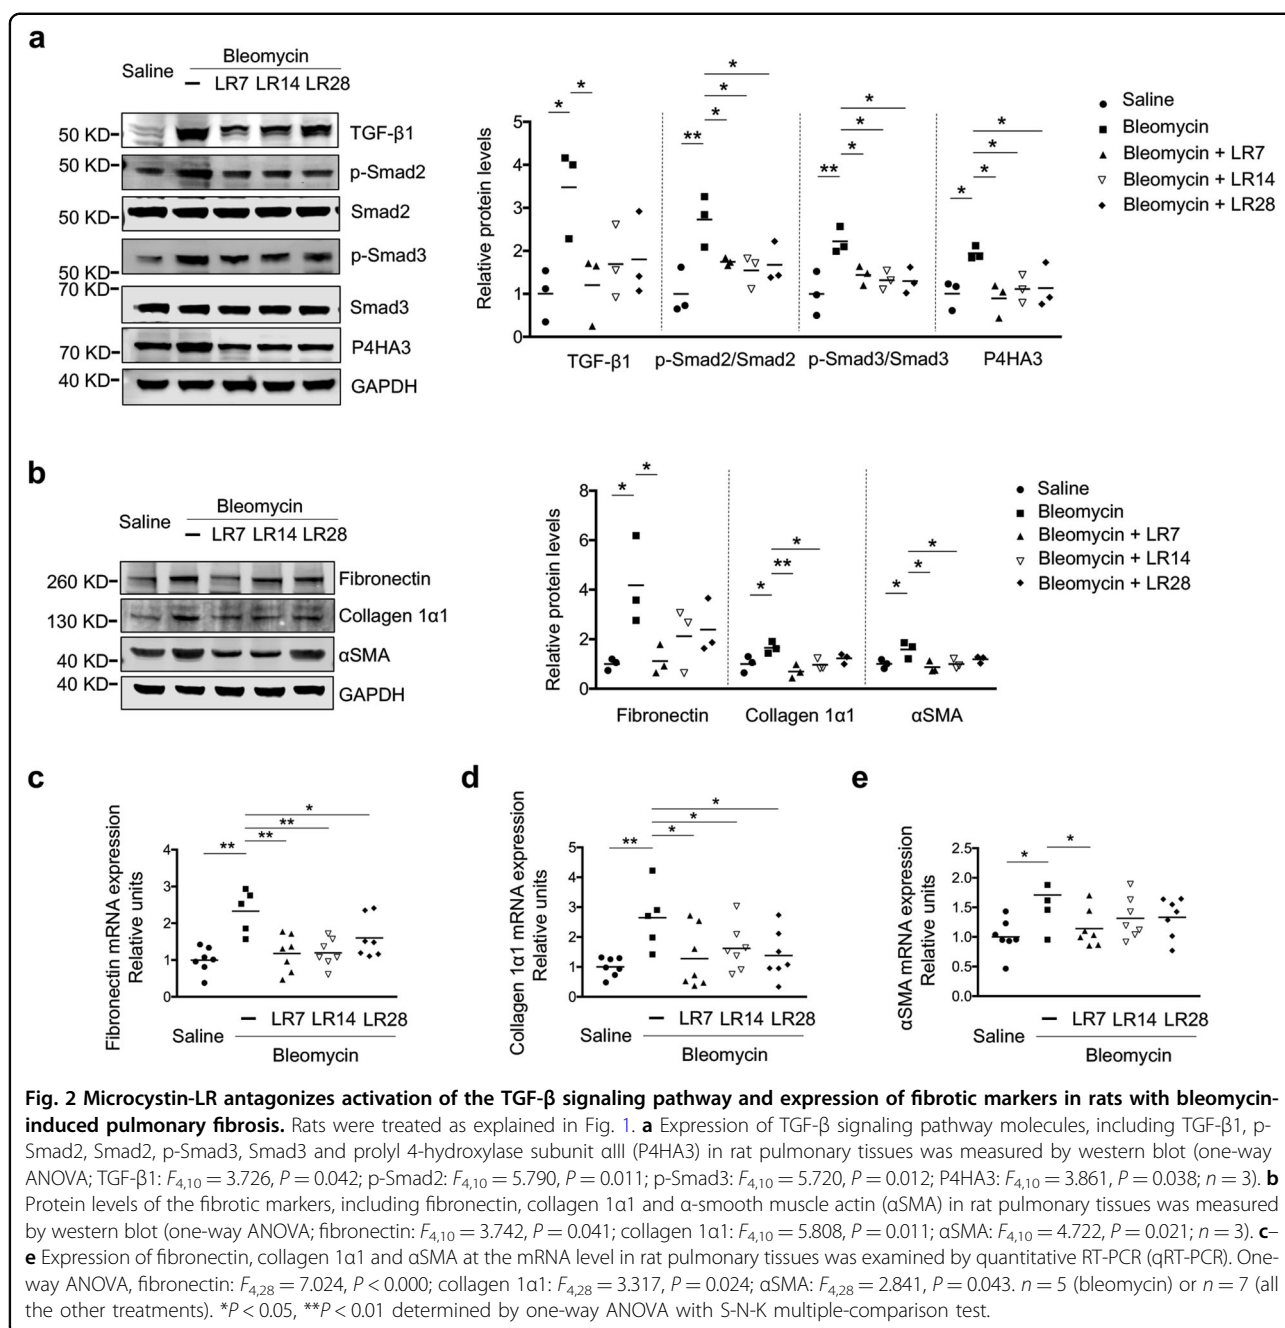 a
Bleomycin
Saline
– LR7 LR14 LR28
50 KD TGF-β1
50 KD p-Smad2
50 KD Smad2
50 KD p-Smad3
70 KD Smad3
70 KD P4HA3
40 KD GAPDH
Relative protein levels
5
4
3
2
1
0
* * ** * * * ** * * * * * * *
TGF-β1 p-Smad2/Smad2 p-Smad3/Smad3 P4HA3
Saline
Bleomycin
Bleomycin + LR7
Bleomycin + LR14
Bleomycin + LR28
b
Bleomycin
Saline
– LR7 LR14 LR28
260 KD Fibronectin
130 KD Collagen 1α1
40 KD αSMA
40 KD GAPDH
Relative protein levels
8
6
4
2
0
* * * ** * * * *
Fibronectin Collagen 1α1 αSMA
Saline
Bleomycin
Bleomycin + LR7
Bleomycin + LR14
Bleomycin + LR28
c
Fibronectin mRNA expression
Relative units
4
3
2
1
0
** ** ** *
Saline – LR7 LR14 LR28
Bleomycin
d
Collagen 1α1 mRNA expression
Relative units
5
4
3
2
1
0
** * * *
Saline – LR7 LR14 LR28
Bleomycin
e
αSMA mRNA expression
Relative units
2.5
2.0
1.5
1.0
0.5
0.0
* *
Saline – LR7 LR14 LR28
Bleomycin
Fig. 2 Microcystin-LR antagonizes activation of the TGF-β signaling pathway and expression of fibrotic markers in rats with bleomycin-
induced pulmonary fibrosis. Rats were treated as explained in Fig. 1. a Expression of TGF-β signaling pathway molecules, including TGF-β1, p-
Smad2, Smad2, p-Smad3, Smad3 and prolyl 4-hydroxylase subunit αIII (P4HA3) in rat pulmonary tissues was measured by western blot (one-way
ANOVA; TGF-β1: F4,10 = 3.726, P = 0.042; p-Smad2: F4,10 = 5.790, P = 0.011; p-Smad3: F4,10 = 5.720, P = 0.012; P4HA3: F4,10 = 3.861, P = 0.038; n = 3). b
Protein levels of the fibrotic markers, including fibronectin, collagen 1α1 and α-smooth muscle actin (αSMA) in rat pulmonary tissues was measured
by western blot (one-way ANOVA; fibronectin: F4,10 = 3.742, P = 0.041; collagen 1α1: F4,10 = 5.808, P = 0.011; αSMA: F4,10 = 4.722, P = 0.021; n = 3). c–
e Expression of fibronectin, collagen 1α1 and αSMA at the mRNA level in rat pulmonary tissues was examined by quantitative RT-PCR (qRT-PCR). One-
way ANOVA, fibronectin: F4,28 = 7.024, P < 0.000; collagen 1α1: F4,28 = 3.317, P = 0.024; αSMA: F4,28 = 2.841, P = 0.043. n = 5 (bleomycin) or n = 7 (all
the other treatments). *P < 0.05, **P < 0.01 determined by one-way ANOVA with S-N-K multiple-comparison test.